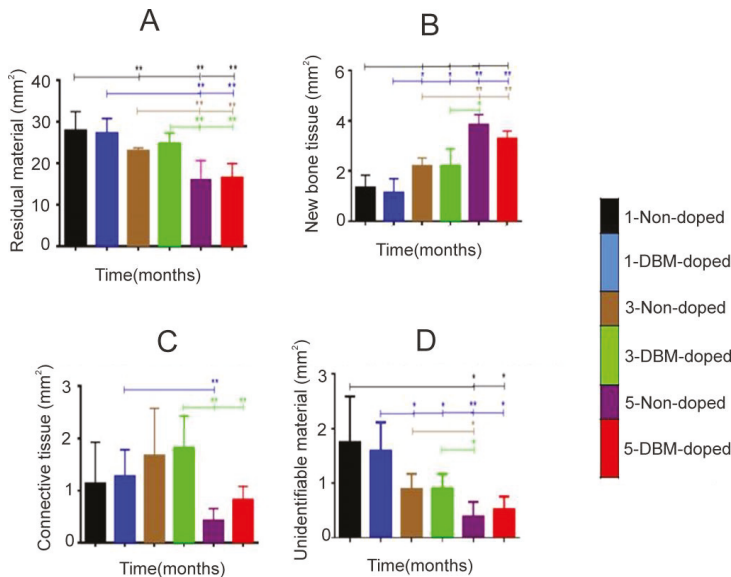 A
Residual material (mm²)
40
30
20
10
0
**
**
**
**
**
**
**
**
**
Time(months)
B
New bone tissue (mm²)
6
4
2
0
Time(months)
C
Connective tissue (mm²)
3
2
1
0
**
**
**
Time(months)
D
Unidentifiable material (mm²)
3
2
1
0
Time(months)
1-Non-doped
1-DBM-doped
3-Non-doped
3-DBM-doped
5-Non-doped
5-DBM-doped